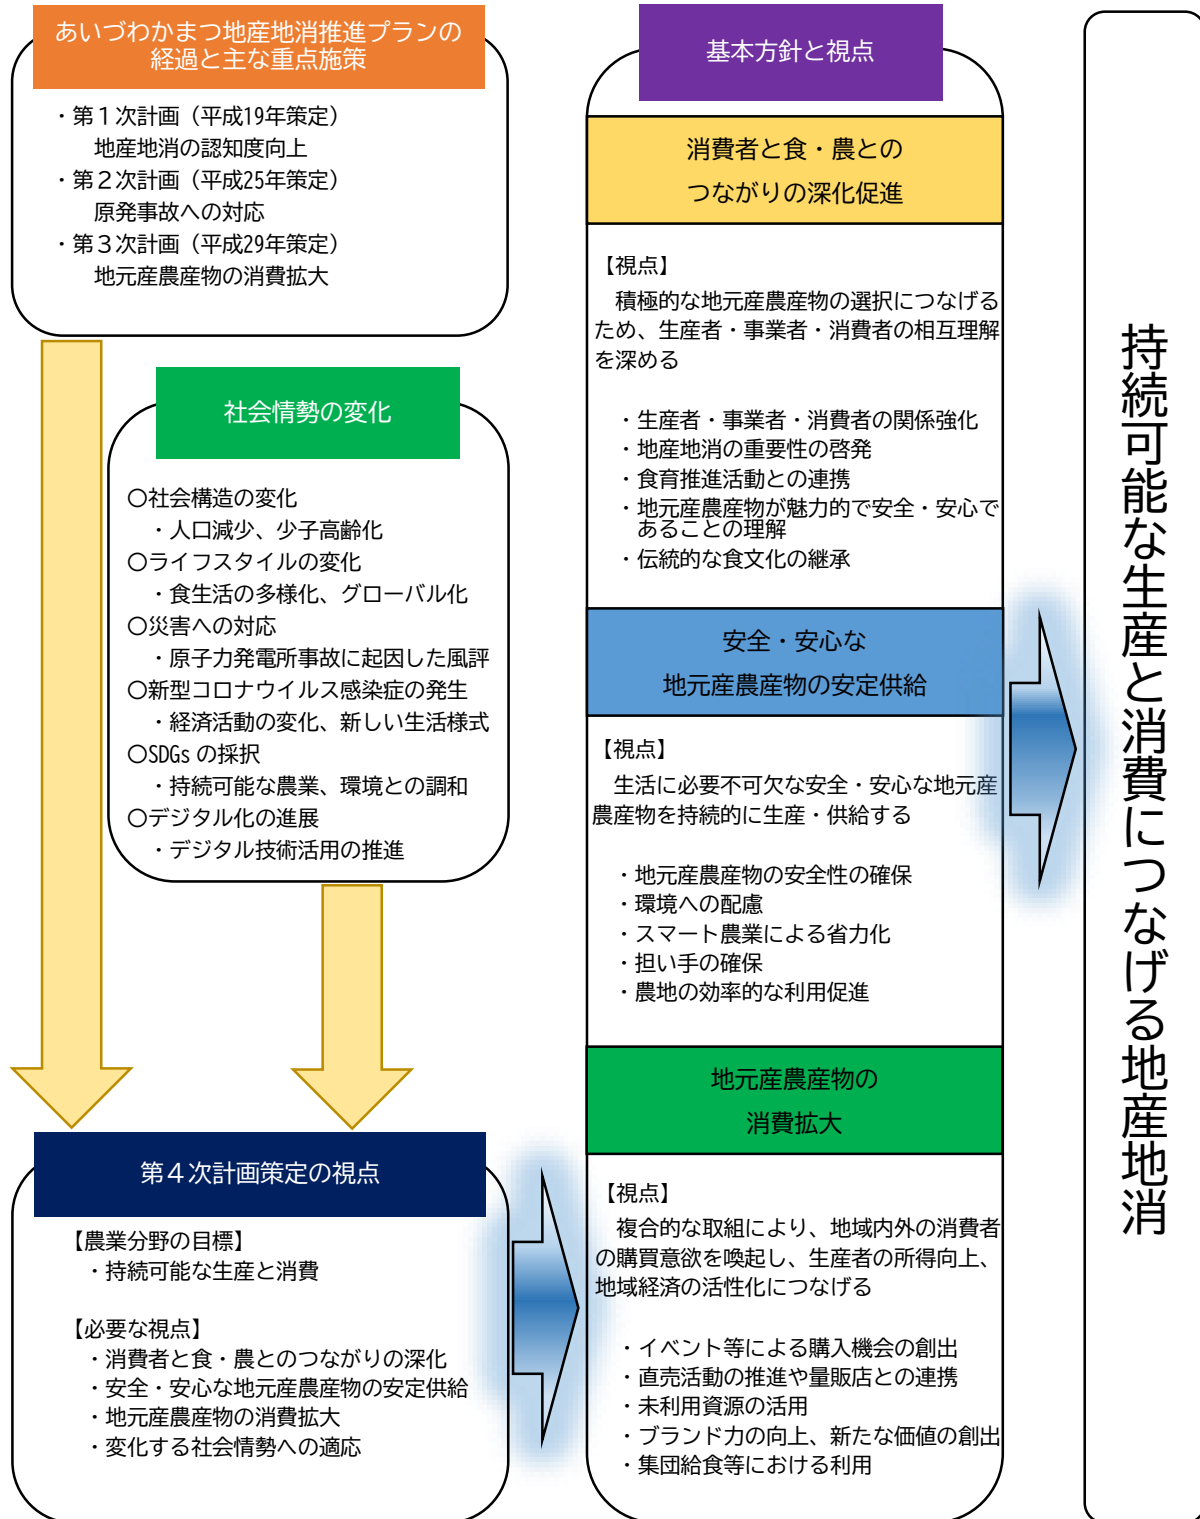 あいづわかまつ地産地消推進プランの
経過と主な重点施策
・第１次計画（平成19年策定）
地産地消の認知度向上
・第２次計画（平成25年策定）
原発事故への対応
・第３次計画（平成29年策定）
地元産農産物の消費拡大
社会情勢の変化
〇社会構造の変化
・人口減少、少子高齢化
〇ライフスタイルの変化
・食生活の多様化、グローバル化
〇災害への対応
・原子力発電所事故に起因した風評
〇新型コロナウイルス感染症の発生
・経済活動の変化、新しい生活様式
〇SDGsの採択
・持続可能な農業、環境との調和
〇デジタル化の進展
・デジタル技術活用の推進
第４次計画策定の視点
【農業分野の目標】
・持続可能な生産と消費
【必要な視点】
・消費者と食・農とのつながりの深化
・安全・安心な地元産農産物の安定供給
・地元産農産物の消費拡大
・変化する社会情勢への適応
基本方針と視点
消費者と食・農との
つながりの深化促進
【視点】
積極的な地元産農産物の選択につなげる
ため、生産者・事業者・消費者の相互理解
を深める
・生産者・事業者・消費者の関係強化
・地産地消の重要性の啓発
・食育推進活動との連携
・地元産農産物が魅力的で安全・安心で
あることの理解
・伝統的な食文化の継承
安全・安心な
地元産農産物の安定供給
【視点】
生活に必要不可欠な安全・安心な地元産
農産物を持続的に生産・供給する
・地元産農産物の安全性の確保
・環境への配慮
・スマート農業による省力化
・担い手の確保
・農地の効率的な利用促進
地元産農産物の
消費拡大
【視点】
複合的な取組により、地域内外の消費者
の購買意欲を喚起し、生産者の所得向上、
地域経済の活性化につなげる
・イベント等による購入機会の創出
・直売活動の推進や量販店との連携
・未利用資源の活用
・ブランド力の向上、新たな価値の創出
・集団給食等における利用
持続可能な生産と消費につなげる地産地消